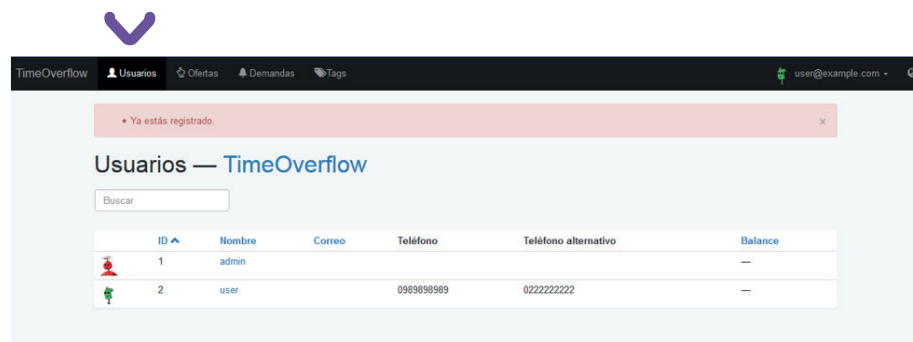 TimeOverflow Usuarios Ofertas Demandas Tags user@example.com
Ya estás registrado. ×
Usuarios — TimeOverflow
Buscar
ID Nombre Correo Teléfono Teléfono alternativo Balance
1 admin —
2 user 0989898989 0222222222 —